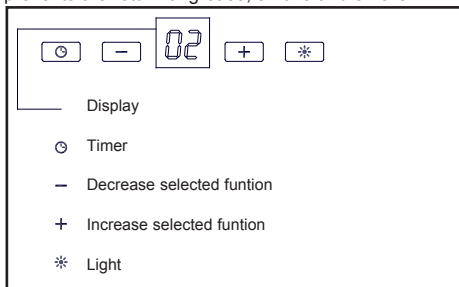 02
Display
Timer
− Decrease selected funtion
+ Increase selected funtion
Light